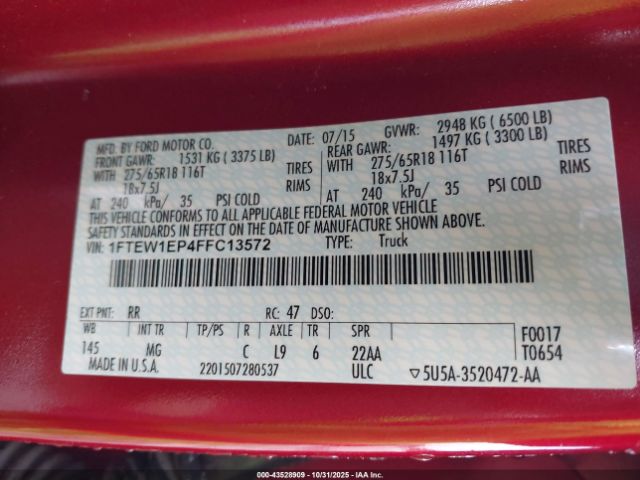 MFD. BY FORD MOTOR CO.
DATE: 07/15
GVWR: 2948 KG ( 6500 LB)
FRONT GAWR: 1531 KG ( 3375 LB)
REAR GAWR: 1497 KG ( 3300 LB)
WITH 275/65R18 116T TIRES
WITH 275/65R18 116T TIRES
18x7.5J RIMS
18x7.5J RIMS
AT 240 kPa/ 35 PSI COLD
AT 240 kPa/ 35 PSI COLD
THIS VEHICLE CONFORMS TO ALL APPLICABLE FEDERAL MOTOR VEHICLE
SAFETY STANDARDS IN EFFECT ON THE DATE OF MANUFACTURE SHOWN ABOVE.
VIN: 1FTEW1EP4FFC13572
TYPE: Truck
EXT PNT: RR RC: 47 DSO:
WB INT TR TP/PS R AXLE TR SPR
145 MG C L9 6 22AA
F0017
T0654
MADE IN U.S.A. 2201507280537 ULC ▽5U5A-3520472-AA
000-43528909 - 10/31/2025 - IAA, Inc.